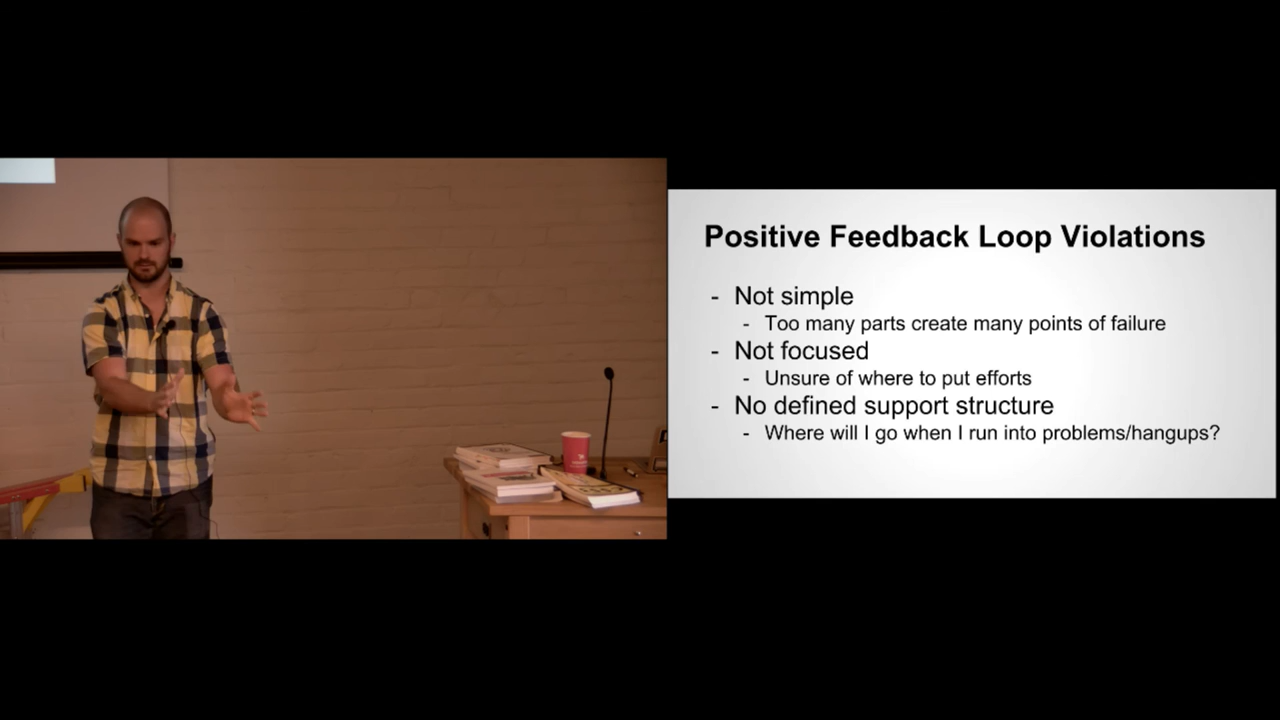 Positive Feedback Loop Violations
- Not simple
- Too many parts create many points of failure
- Not focused
- Unsure of where to put efforts
- No defined support structure
- Where will I go when I run into problems/hangups?